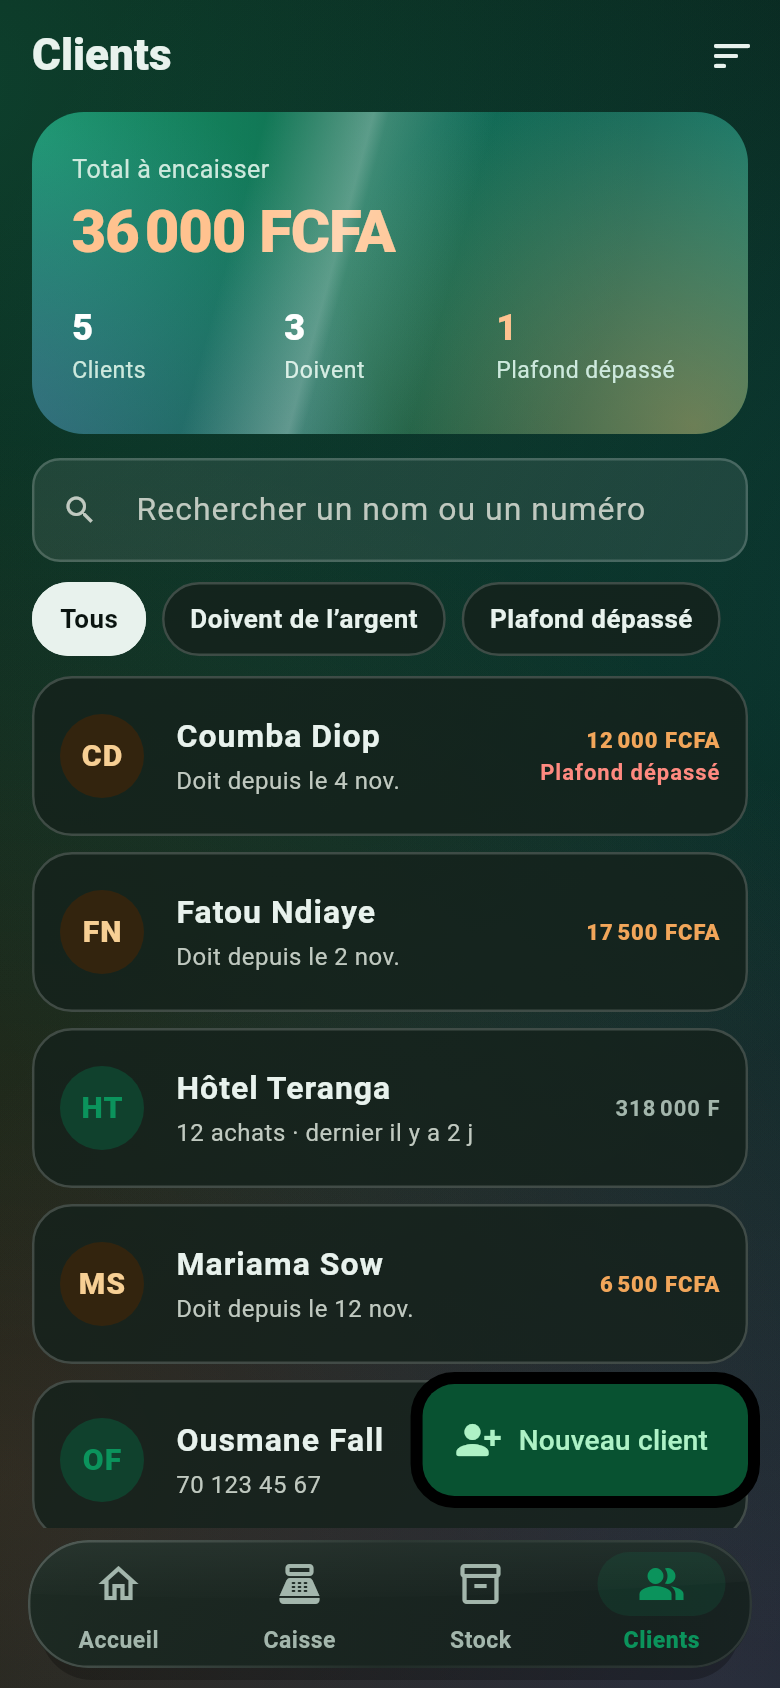 Clients
Total à encaisser
36 000 FCFA
5
Clients
3
Doivent
1
Plafond dépassé
Rechercher un nom ou un numéro
Tous
Doivent de l’argent
Plafond dépassé
CD
Coumba Diop
Doit depuis le 4 nov.
12 000 FCFA
Plafond dépassé
FN
Fatou Ndiaye
Doit depuis le 2 nov.
17 500 FCFA
HT
Hôtel Teranga
12 achats · dernier il y a 2 j
318 000 F
MS
Mariama Sow
Doit depuis le 12 nov.
6 500 FCFA
OF
Ousmane Fall
70 123 45 67
Nouveau client
Accueil
Caisse
Stock
Clients